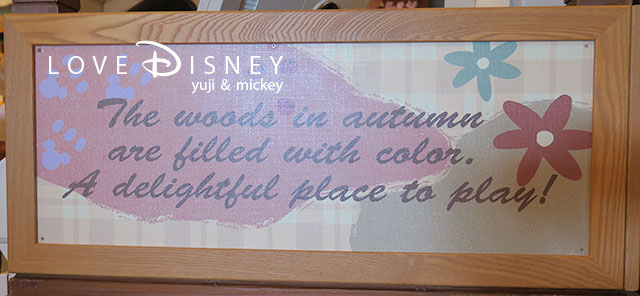 LOVE DISNEY
yuji & mickey
The woods in autumn
are filled with color.
A delightful place to play!